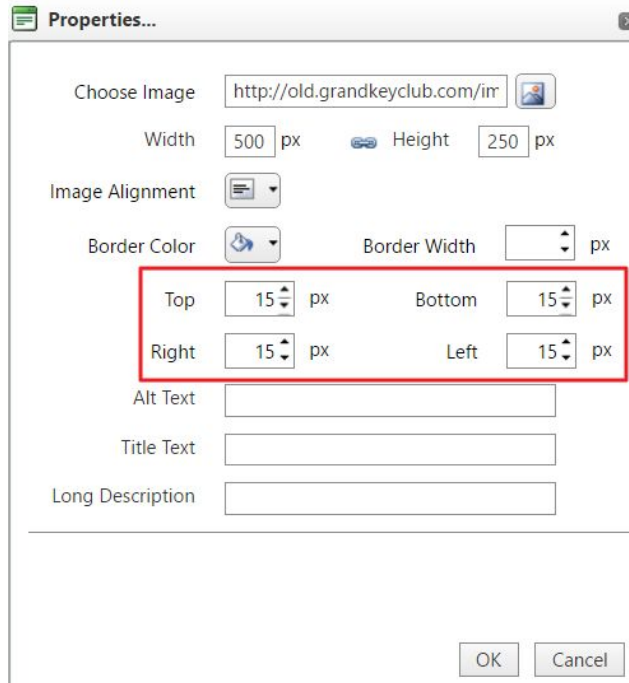 Properties...
Choose Image http://old.grandkeyclub.com/im
Width 500 px Height 250 px
Image Alignment
Border Color Border Width px
Top 15 px Bottom 15 px
Right 15 px Left 15 px
Alt Text
Title Text
Long Description
OK Cancel